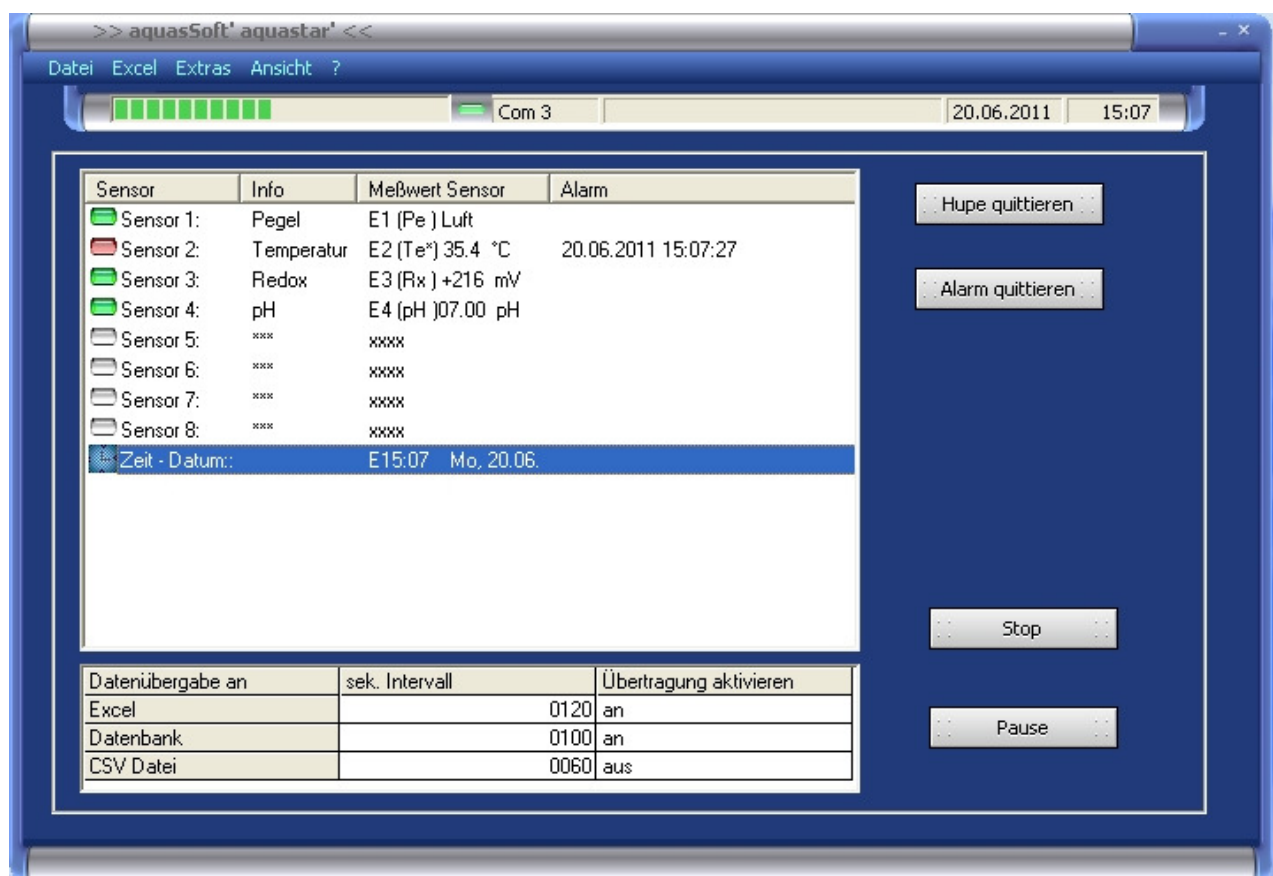 >> aquasSoft' aquastar' <<
Datei Excel Extras Ansicht ?
Com 3 20.06.2011 15:07
Sensor Info Meßwert Sensor Alarm
Sensor 1: Pegel E1 (Pe ) Luft
Sensor 2: Temperatur E2 (Te*) 35.4 °C 20.06.2011 15:07:27
Sensor 3: Redox E3 (Rx ) +216 mV
Sensor 4: pH E4 (pH )07.00 pH
Sensor 5: *** xxxx
Sensor 6: *** xxxx
Sensor 7: *** xxxx
Sensor 8: *** xxxx
Zeit - Datum:: E15:07 Mo, 20.06.
Hupe quittieren
Alarm quittieren
Stop
Pause
Datenübergabe an sek. Intervall Übertragung aktivieren
Excel 0120 an
Datenbank 0100 an
CSV Datei 0060 aus